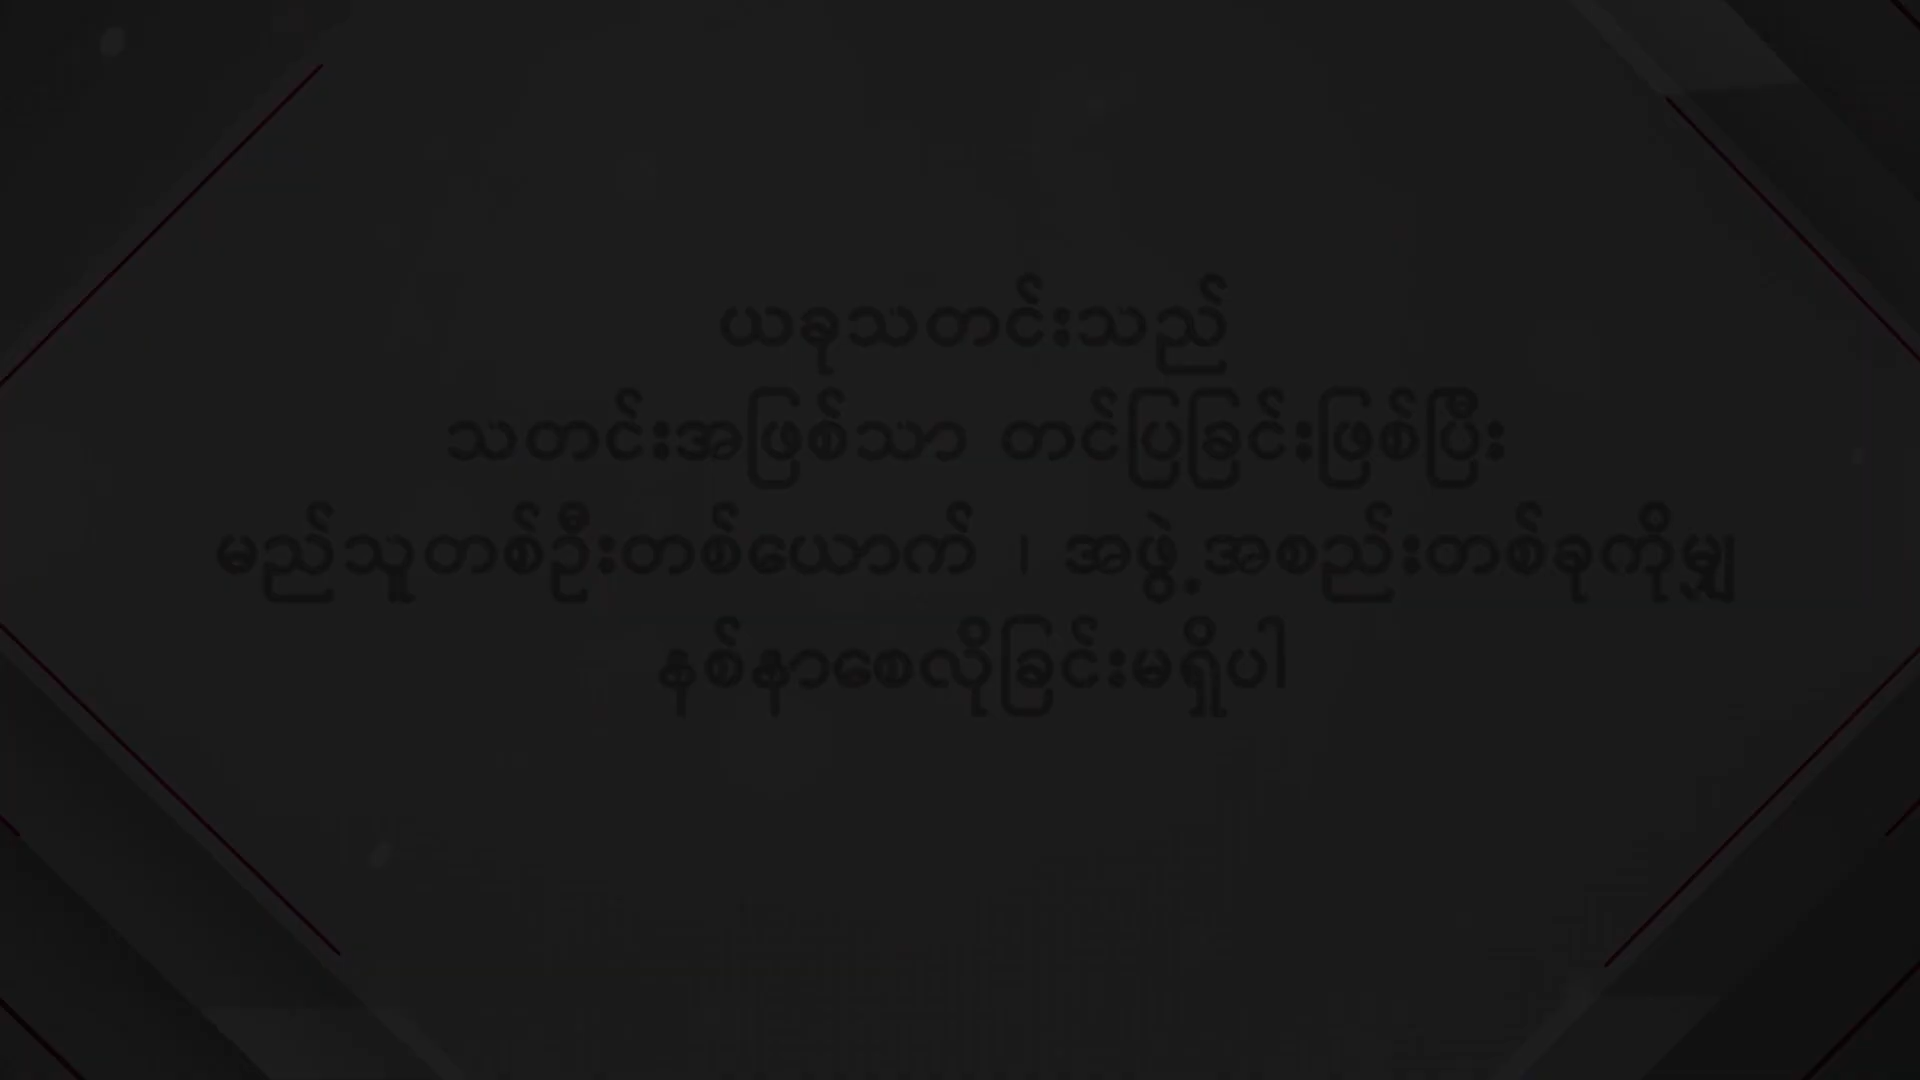 ယခုသတင်းသည်
သတင်းအဖြစ်သာ တင်ပြခြင်းဖြစ်ပြီး
မည်သူတစ်ဦးတစ်ယောက် ၊ အဖွဲ့အစည်းတစ်ခုကိုမျှ
နစ်နာစေလိုခြင်းမရှိပါ